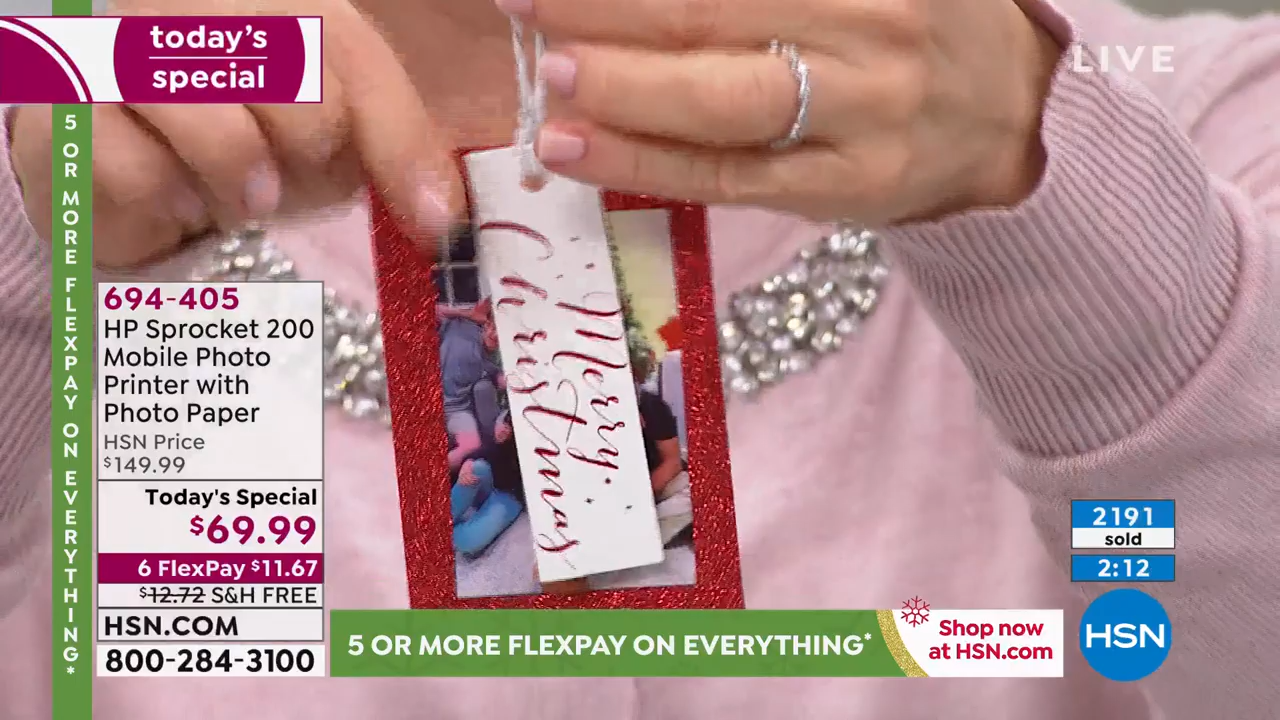 today's
special
LIVE
5 OR MORE FLEXPAY ON EVERYTHING*
Merry
Christmas
694-405
HP Sprocket 200
Mobile Photo
Printer with
Photo Paper
HSN Price
$149.99
Today's Special
$69.99
6 FlexPay $11.67
$12.72 S&H FREE
HSN.COM
800-284-3100
5 OR MORE FLEXPAY ON EVERYTHING*
Shop now
at HSN.com
2191
sold
2:12
HSN